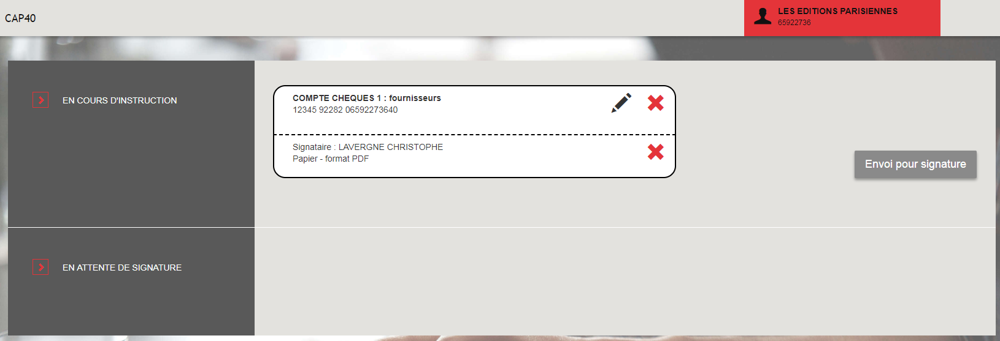 CAP40
LES EDITIONS PARISIENNES
65922736
EN COURS D'INSTRUCTION
COMPTE CHEQUES 1 : fournisseurs
12345 92282 06592273640
Signataire : LAVERGNE CHRISTOPHE
Papier - format PDF
Envoi pour signature
EN ATTENTE DE SIGNATURE